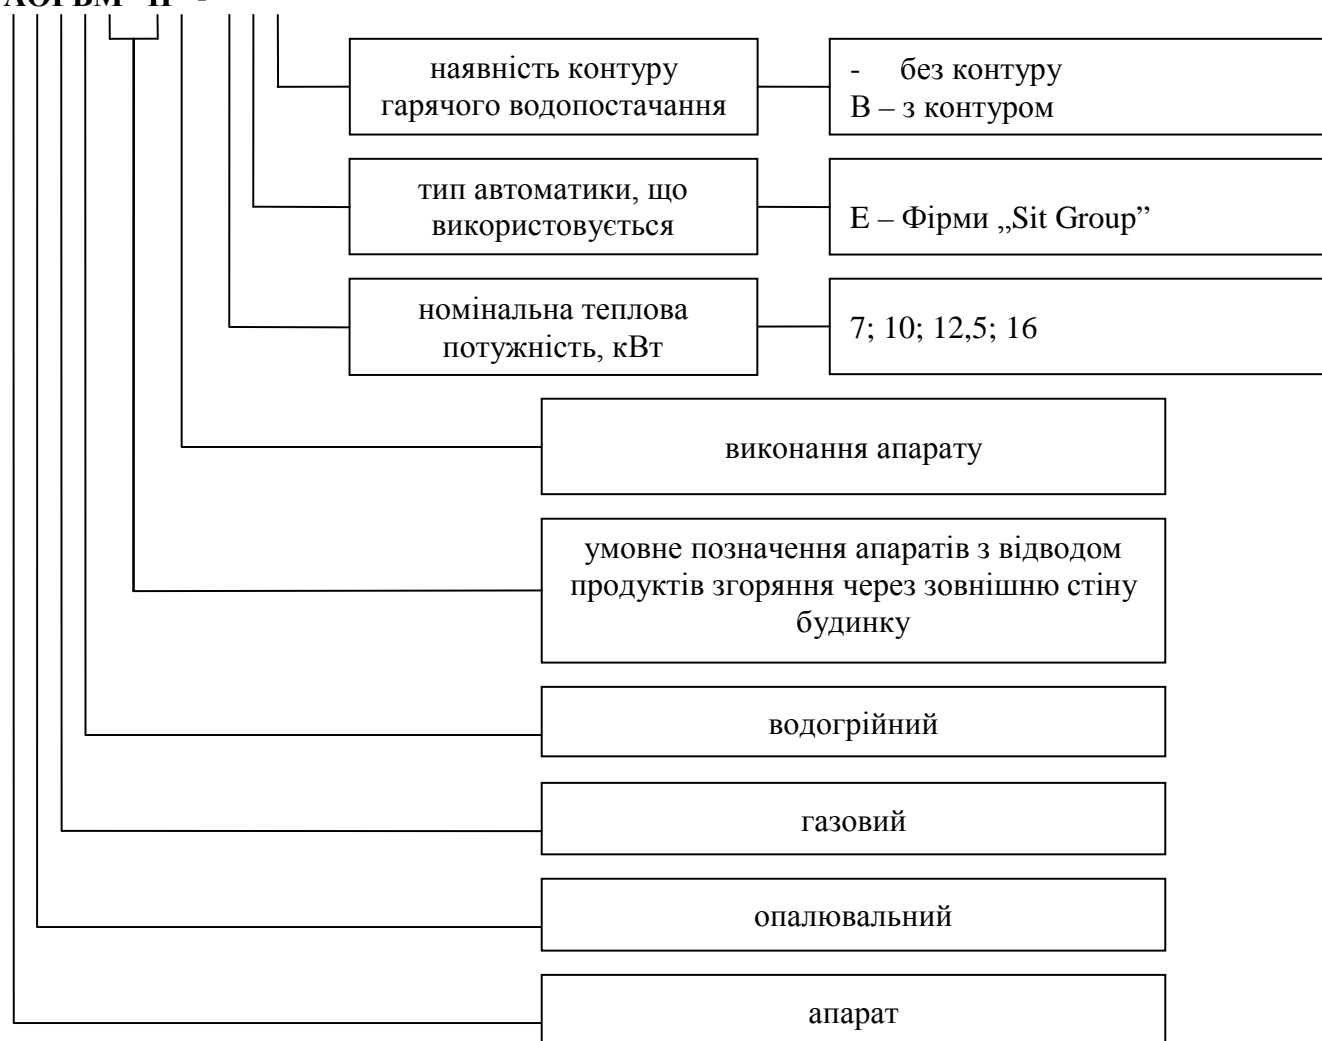 наявність контуру
гарячого водопостачання
- без контуру
В – з контуром
тип автоматики, що
використовується
Е – Фірми „Sit Group”
номінальна теплова
потужність, кВт
7; 10; 12,5; 16
виконання апарату
умовне позначення апаратів з відводом
продуктів згоряння через зовнішню стіну
будинку
водогрійний
газовий
опалювальний
апарат